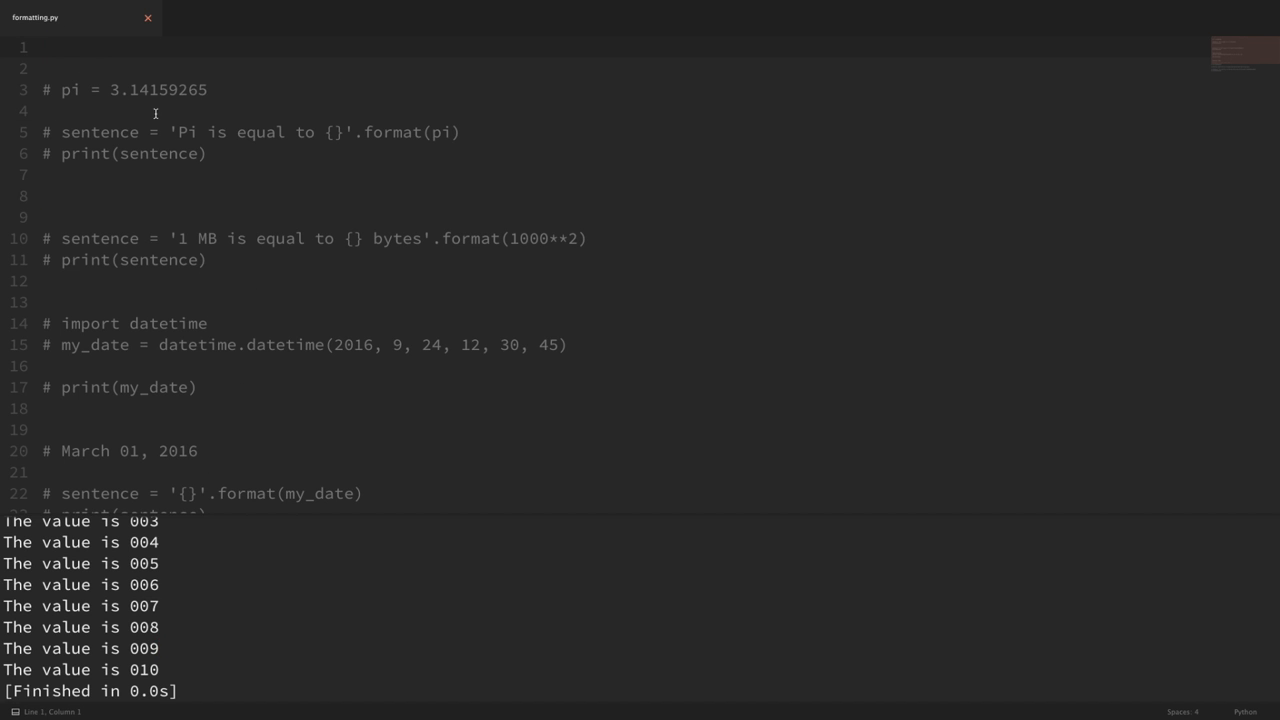 formatting.py
1
2
3 # pi = 3.14159265
4
5 # sentence = 'Pi is equal to {}'.format(pi)
6 # print(sentence)
7
8
9
10 # sentence = '1 MB is equal to {} bytes'.format(1000**2)
11 # print(sentence)
12
13
14 # import datetime
15 # my_date = datetime.datetime(2016, 9, 24, 12, 30, 45)
16
17 # print(my_date)
18
19
20 # March 01, 2016
21
22 # sentence = '{}'.format(my_date)
23 # print(sentence)
The value is 003
The value is 004
The value is 005
The value is 006
The value is 007
The value is 008
The value is 009
The value is 010
[Finished in 0.0s]
Line 1, Column 1
Spaces: 4
Python